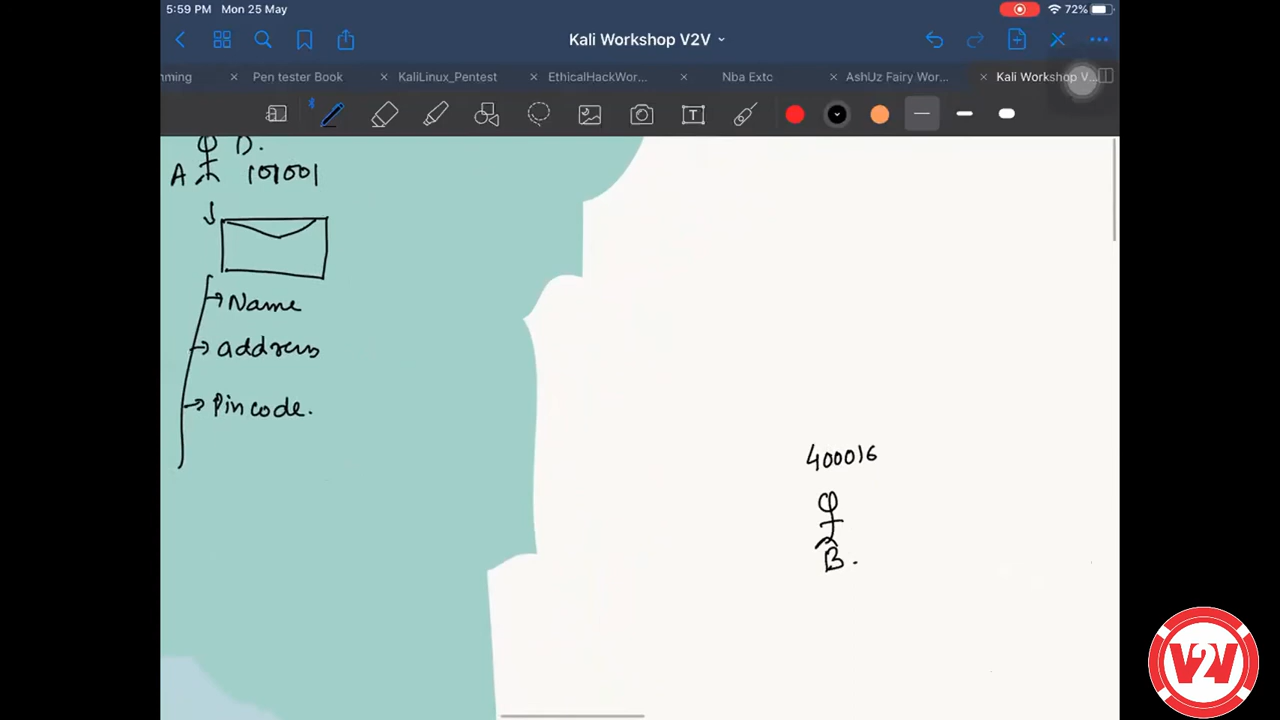 5:59 PM Mon 25 May
72%
Kali Workshop V2V
nming
Pen tester Book
KaliLinux_Pentest
EthicalHackWor...
Nba Extc
AshUz Fairy Wor...
Kali Workshop V...
T
D.
A 101001
Name
address
Pincode.
400016
B.
V2V